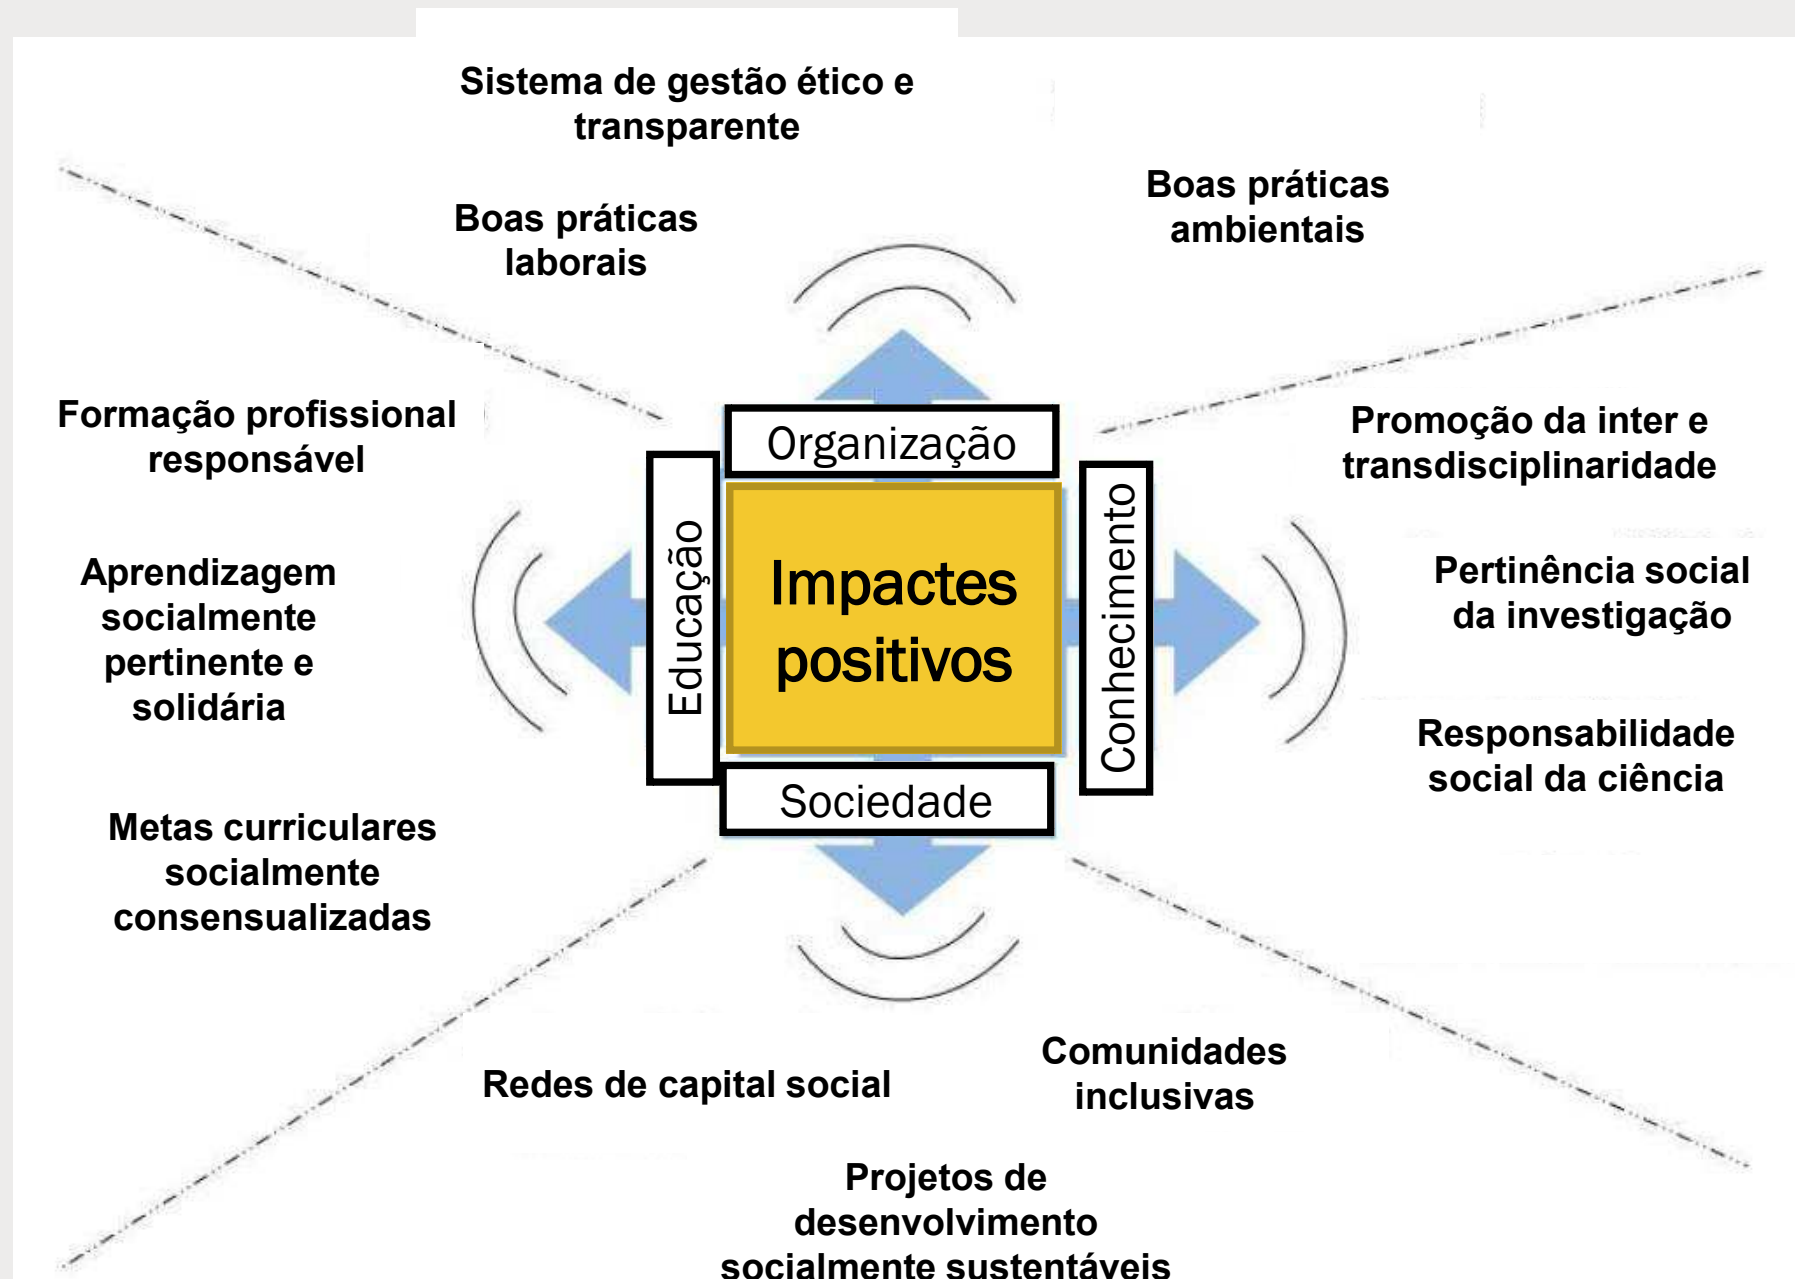 Sistema de gestão ético e
transparente
Boas práticas
laborais
Boas práticas
ambientais
Formação profissional
responsável
Aprendizagem
socialmente
pertinente e
solidária
Metas curriculares
socialmente
consensualizadas
Organização
Educação
Impactes
positivos
Conhecimento
Sociedade
Promoção da inter e
transdisciplinaridade
Pertinência social
da investigação
Responsabilidade
social da ciência
Redes de capital social
Comunidades
inclusivas
Projetos de
desenvolvimento
socialmente sustentáveis